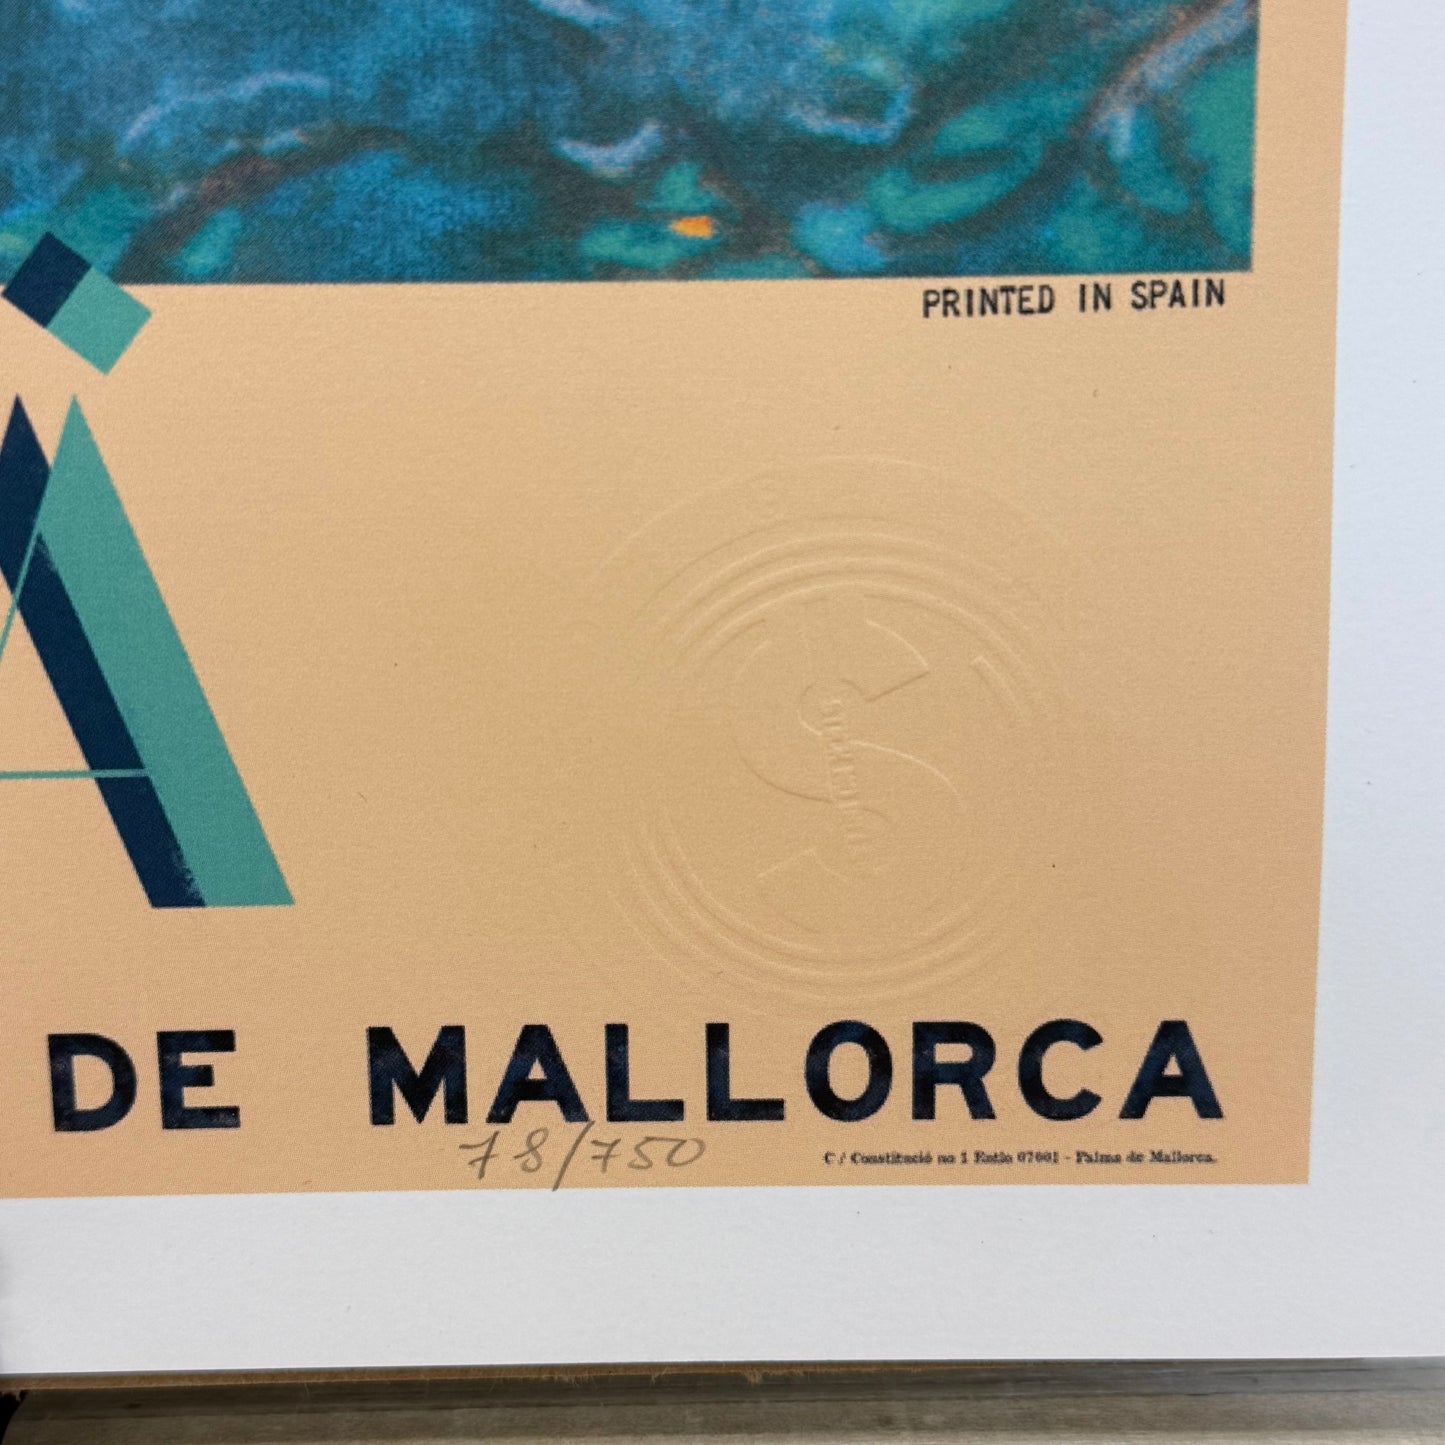 PRINTED IN SPAIN
Ä
DE MALLORCA
78/750
C/ Constitució no 1 Entlo 07001 - Palma de Mallorca.